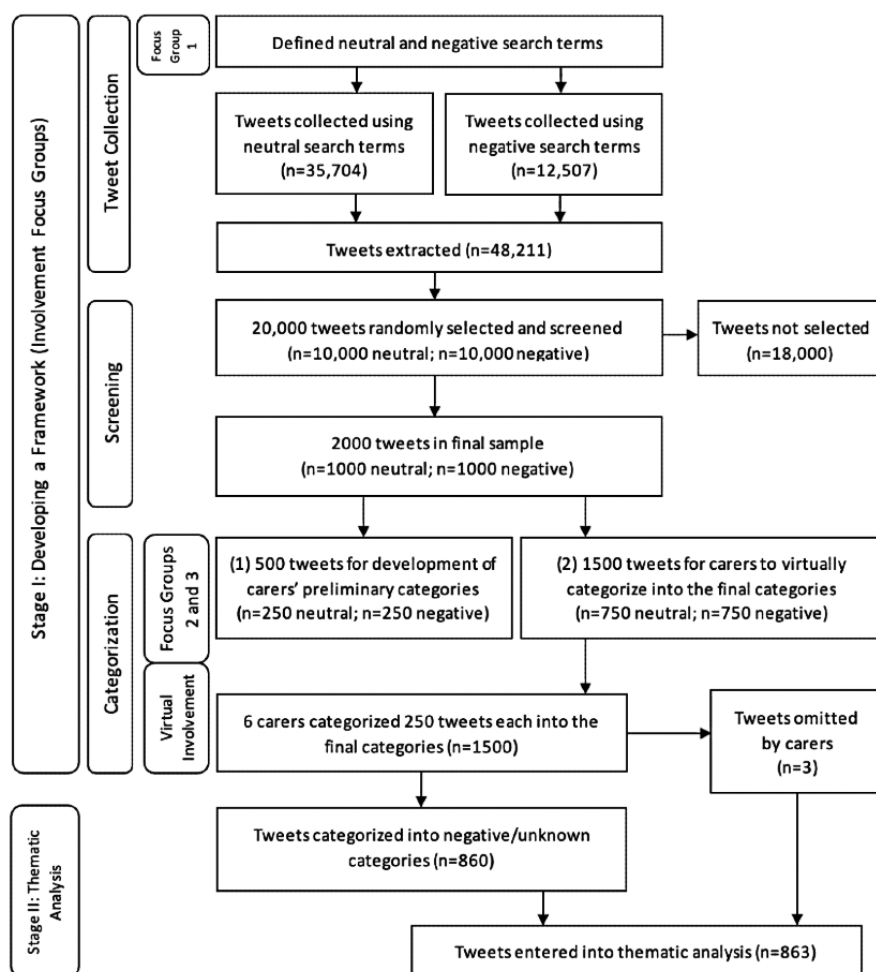 Stage I: Developing a Framework (Involvement Focus Groups)
Tweet Collection
Focus
Group
1
Defined neutral and negative search terms
Tweets collected using
neutral search terms
(n=35,704)
Tweets collected using
negative search terms
(n=12,507)
Tweets extracted (n=48,211)
Screening
20,000 tweets randomly selected and screened
(n=10,000 neutral; n=10,000 negative)
Tweets not selected
(n=18,000)
2000 tweets in final sample
(n=1000 neutral; n=1000 negative)
Categorization
Focus Groups
2 and 3
(1) 500 tweets for development of
carers’ preliminary categories
(n=250 neutral; n=250 negative)
(2) 1500 tweets for carers to virtually
categorize into the final categories
(n=750 neutral; n=750 negative)
Virtual
Involvement
6 carers categorized 250 tweets each into the
final categories (n=1500)
Tweets omitted
by carers
(n=3)
Stage II: Thematic
Analysis
Tweets categorized into negative/unknown
categories (n=860)
Tweets entered into thematic analysis (n=863)